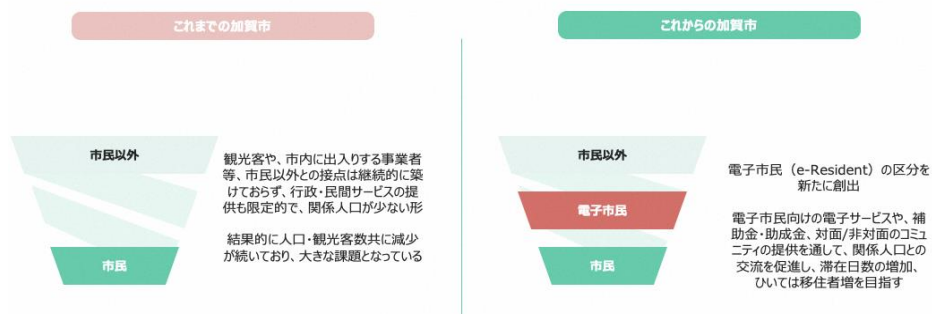 これまでの加賀市
市民以外
市民
観光客や、市内に出入りする事業者
等、市民以外との接点は継続的に築
けておらず、行政・民間サービスの提
供も限定的で、関係人口が少ない形
結果的に人口・観光客数共に減少
が続いており、大きな課題となっている
これからの加賀市
市民以外
電子市民
市民
電子市民（e-Resident）の区分を
新たに創出
電子市民向けの電子サービスや、補
助金・助成金、対面/非対面のコミュ
ニティの提供を通して、関係人口との
交流を促進し、滞在日数の増加、
ひいては移住者増を目指す